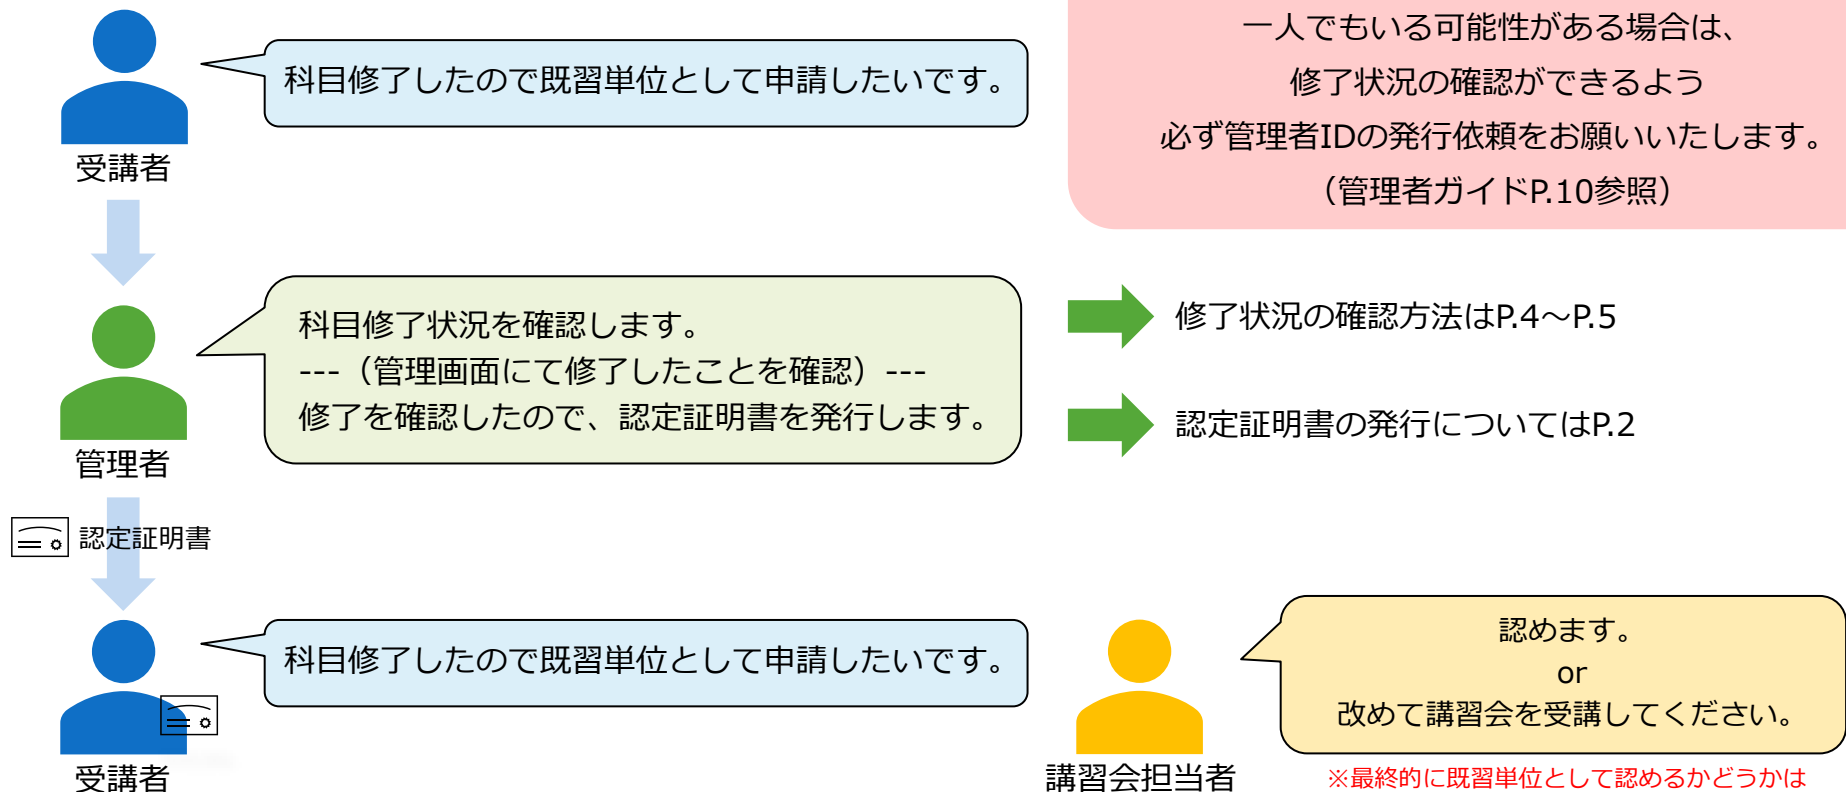 科目修了したので既習単位として申請したいです。
受講者
一人でもいる可能性がある場合は、
修了状況の確認ができるよう
必ず管理者IDの発行依頼をお願いいたします。
（管理者ガイドP.10参照）
科目修了状況を確認します。
---（管理画面にて修了したことを確認）---
修了を確認したので、認定証明書を発行します。
管理者
修了状況の確認方法はP.4～P.5
認定証明書の発行についてはP.2
認定証明書
科目修了したので既習単位として申請したいです。
受講者
認めます。
or
改めて講習会を受講してください。
講習会担当者
※最終的に既習単位として認めるかどうかは